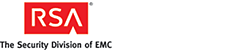 RSA®
The Security Division of EMC